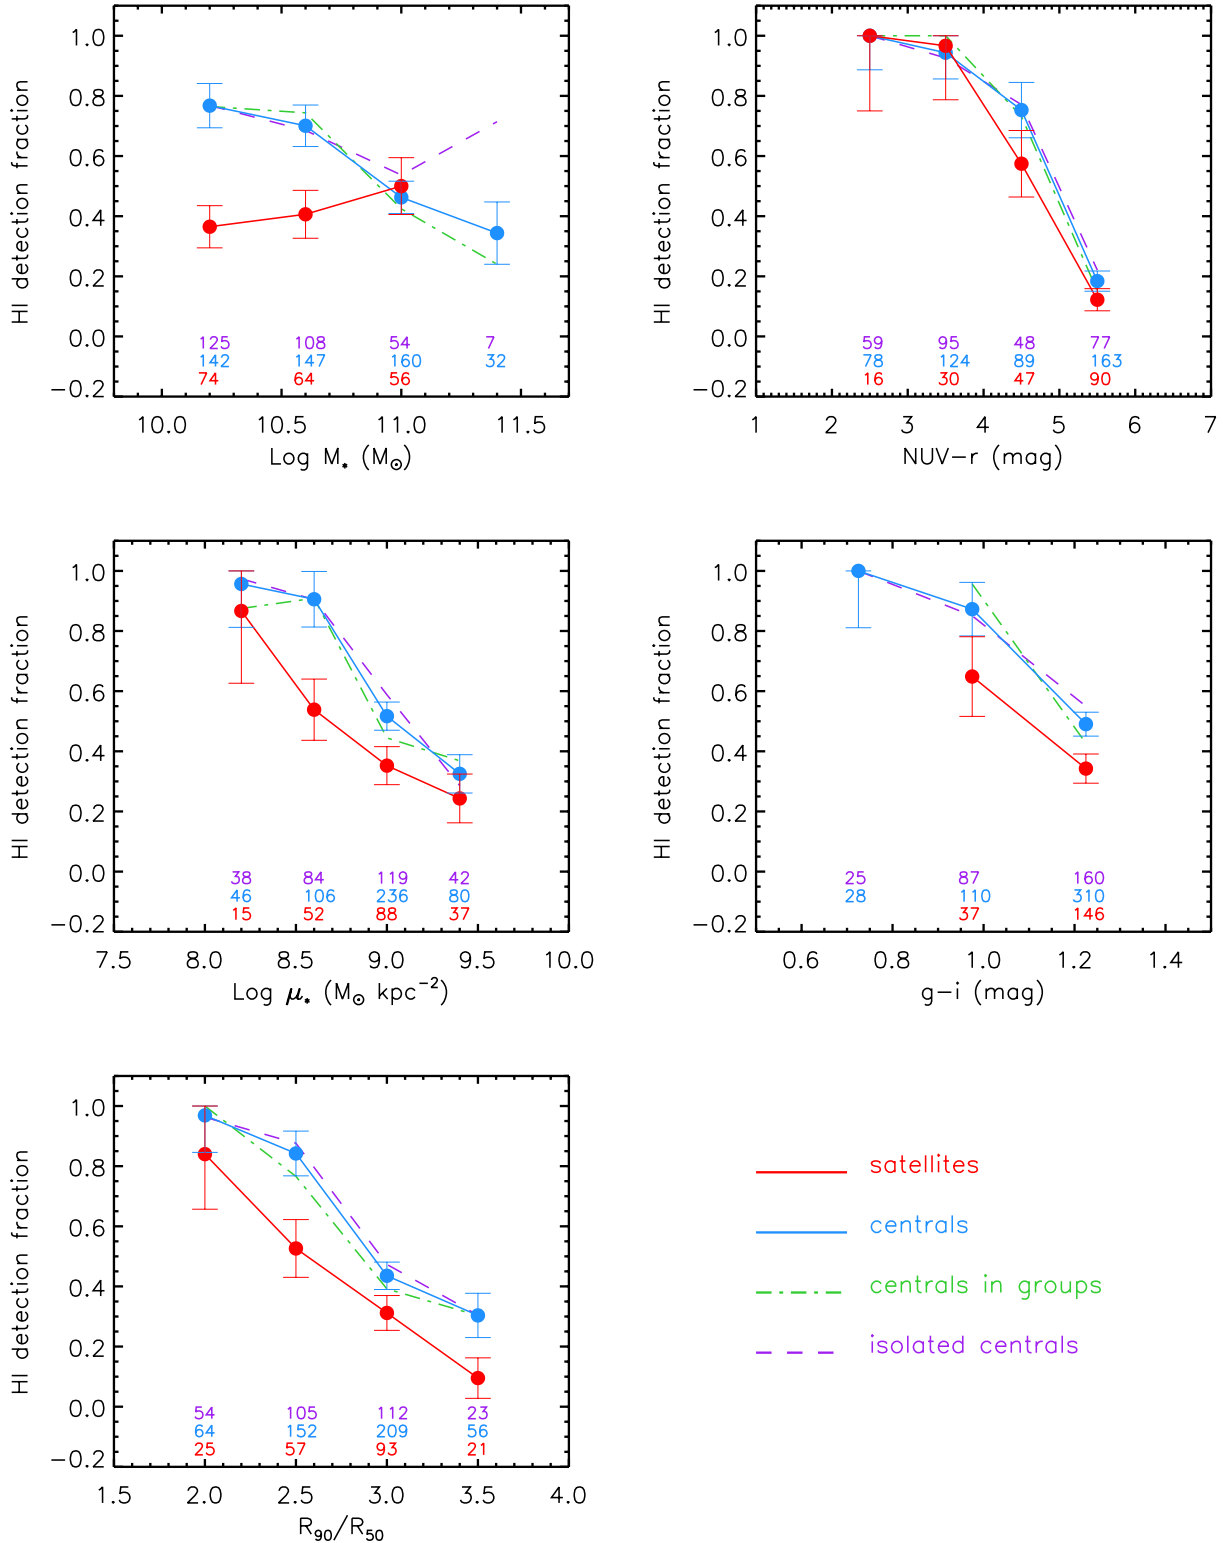 HI detection fraction
1.0
0.8
0.6
0.4
0.2
0.0
−0.2
125 108 54 7
142 147 160 32
74 64 56
10.0 10.5 11.0 11.5
Log M* (M☉)
HI detection fraction
1.0
0.8
0.6
0.4
0.2
0.0
−0.2
59 95 48 77
78 124 89 163
16 30 47 90
1 2 3 4 5 6 7
NUV−r (mag)
HI detection fraction
1.0
0.8
0.6
0.4
0.2
0.0
−0.2
38 84 119 42
46 106 236 80
15 52 88 37
7.5 8.0 8.5 9.0 9.5 10.0
Log μ* (M☉ kpc⁻²)
HI detection fraction
1.0
0.8
0.6
0.4
0.2
0.0
−0.2
25 87 160
28 110 310
37 146
0.6 0.8 1.0 1.2 1.4
g−i (mag)
HI detection fraction
1.0
0.8
0.6
0.4
0.2
0.0
−0.2
54 105 112 23
64 152 209 56
25 57 93 21
1.5 2.0 2.5 3.0 3.5 4.0
R₉₀/R₅₀
satellites
centrals
centrals in groups
isolated centrals